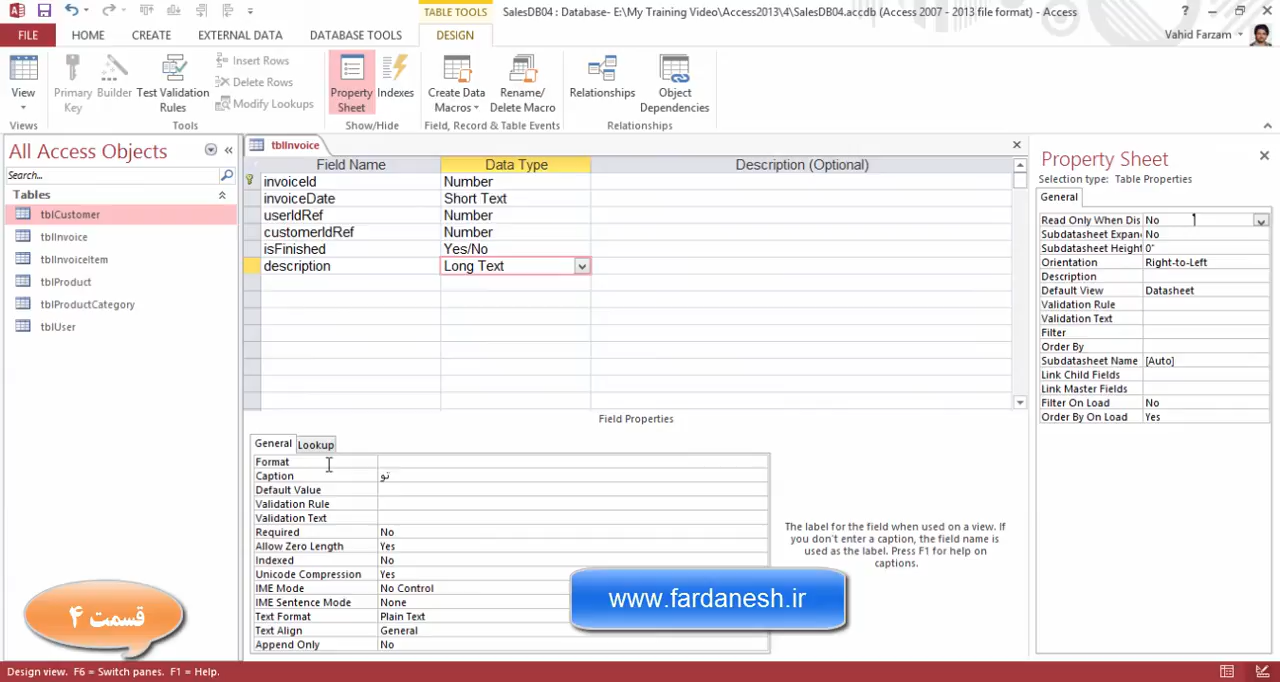 TABLE TOOLS
SalesDB04 : Database- E:\My Training Video\Access2013\4\SalesDB04.accdb (Access 2007 - 2013 file format) - Access
?
FILE
HOME
CREATE
EXTERNAL DATA
DATABASE TOOLS
DESIGN
Vahid Farzam
View
Primary Key
Builder
Test Validation Rules
Insert Rows
Delete Rows
Modify Lookups
Property Sheet
Indexes
Create Data Macros
Rename/ Delete Macro
Relationships
Object Dependencies
Views
Tools
Show/Hide
Field, Record & Table Events
Relationships
All Access Objects
Search...
Tables
tblCustomer
tblInvoice
tblInvoiceItem
tblProduct
tblProductCategory
tblUser
tblInvoice
Field Name Data Type Description (Optional)
invoiceId Number
invoiceDate Short Text
userIdRef Number
customerIdRef Number
isFinished Yes/No
description Long Text
Field Properties
General Lookup
Format
Caption تو
Default Value
Validation Rule
Validation Text
Required No
Allow Zero Length Yes
Indexed No
Unicode Compression Yes
IME Mode No Control
IME Sentence Mode None
Text Format Plain Text
Text Align General
Append Only No
The label for the field when used on a view. If
you don't enter a caption, the field name is
used as the label. Press F1 for help on
captions.
Property Sheet
Selection type: Table Properties
General
Read Only When Dis No
Subdatasheet Expan No
Subdatasheet Height 0"
Orientation Right-to-Left
Description
Default View Datasheet
Validation Rule
Validation Text
Filter
Order By
Subdatasheet Name [Auto]
Link Child Fields
Link Master Fields
Filter On Load No
Order By On Load Yes
قسمت ۴
www.fardanesh.ir
Design view. F6 = Switch panes. F1 = Help.